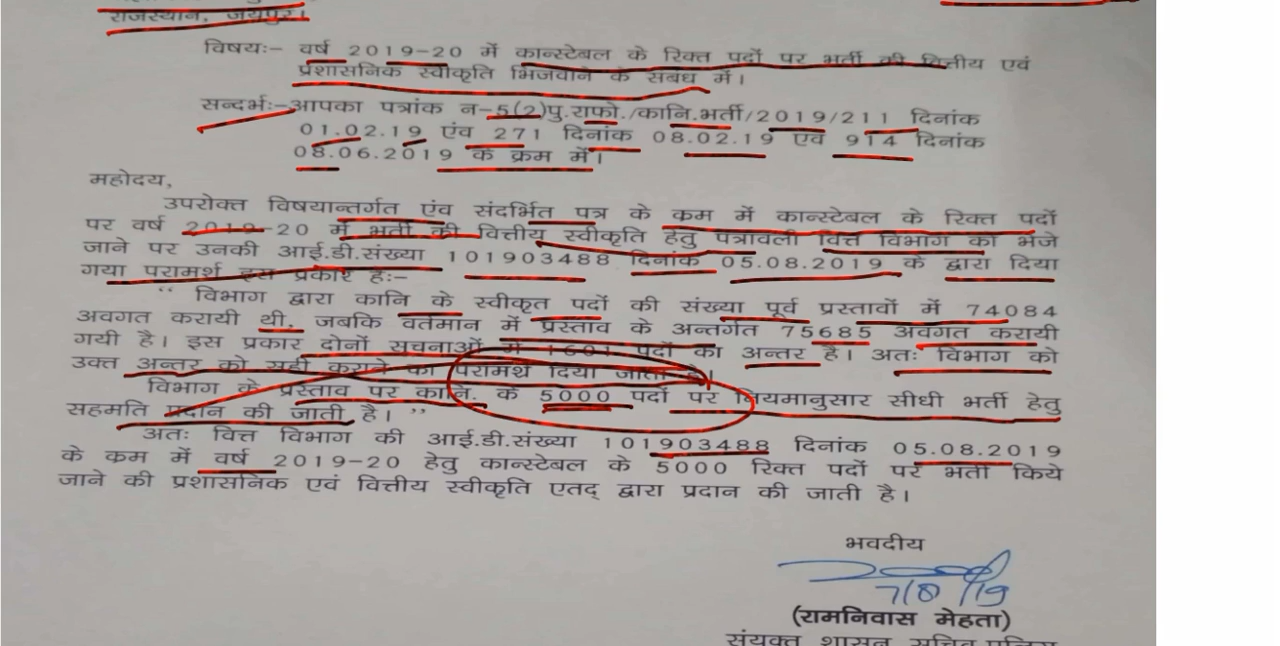 राजस्थान, जयपुर।
विषयः– वर्ष 2019–20 में कान्स्टेबल के रिक्त पदों पर भर्ती की वित्तीय एवं
प्रशासनिक स्वीकृति भिजवाने के संबंध में।
सन्दर्भः–आपका पत्रांक न–5(2)पु.राफो./कानि.भर्ती/2019/211 दिनांक
01.02.19 एंव 271 दिनांक 08.02.19 एवं 914 दिनांक
08.06.2019 के क्रम में।
महोदय,
उपरोक्त विषयान्तर्गत एंव संदर्भित पत्र के कम में कान्स्टेबल के रिक्त पदों
पर वर्ष 2019–20 में भर्ती की वित्तीय स्वीकृति हेतु पत्रावली वित्त विभाग को भेजे
जाने पर उनकी आई.डी.संख्या 101903488 दिनांक 05.08.2019 के द्वारा दिया
गया परामर्श इस प्रकार हैः–
“ विभाग द्वारा कानि के स्वीकृत पदों की संख्या पूर्व प्रस्तावों में 74084
अवगत करायी थी, जबकि वर्तमान में प्रस्ताव के अन्तर्गत 75685 अवगत करायी
गयी है। इस प्रकार दोनों सूचनाओं में 1601 पदों का अन्तर है। अतः विभाग को
उक्त अन्तर को सही कराने का परामर्श दिया जाता है।
विभाग के प्रस्ताव पर कानि. के 5000 पदों पर नियमानुसार सीधी भर्ती हेतु
सहमति प्रदान की जाती है। ”
अतः वित्त विभाग की आई.डी.संख्या 101903488 दिनांक 05.08.2019
के कम में वर्ष 2019–20 हेतु कान्स्टेबल के 5000 रिक्त पदों पर भर्ती किये
जाने की प्रशासनिक एवं वित्तीय स्वीकृति एतद् द्वारा प्रदान की जाती है।
भवदीय
7/8/19
(रामनिवास मेहता)
संयुक्त शासन सचिव पुलिस